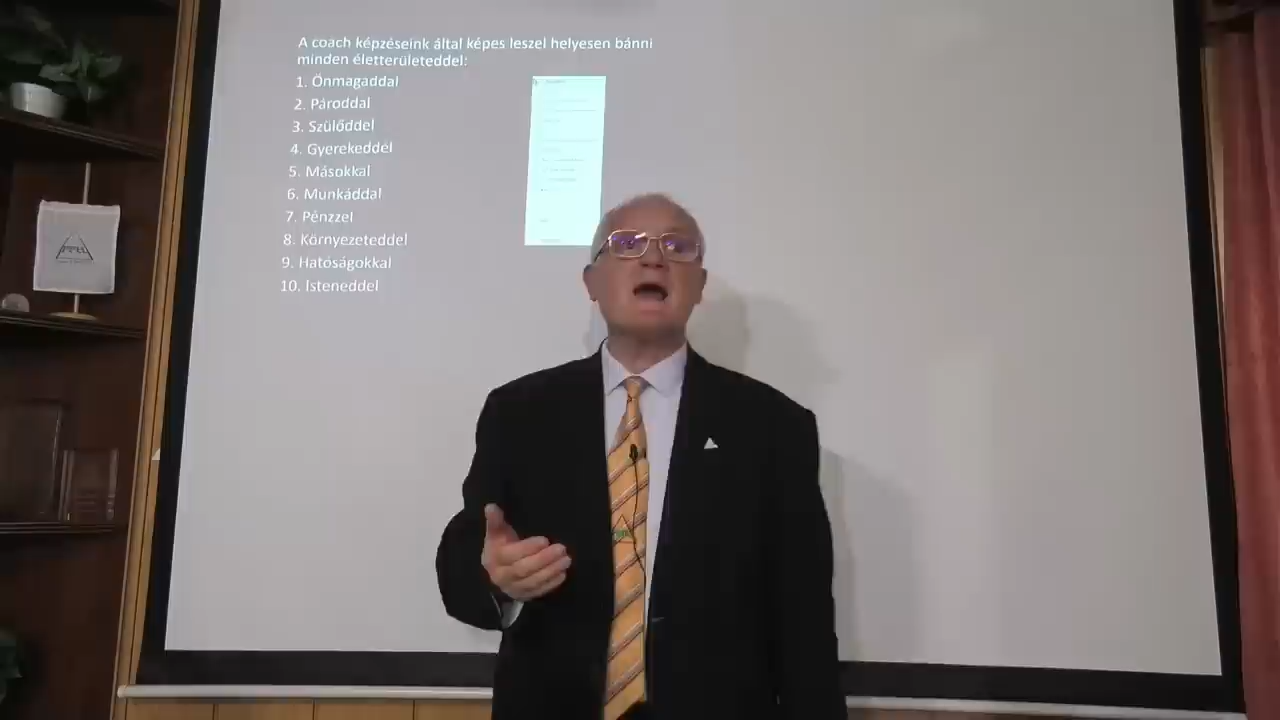 A coach képzéseink által képes leszel helyesen bánni
minden életterületeddel:
1. Önmagaddal
2. Pároddal
3. Szülőddel
4. Gyerekeddel
5. Másokkal
6. Munkáddal
7. Pénzzel
8. Környezeteddel
9. Hatóságokkal
10. Isteneddel